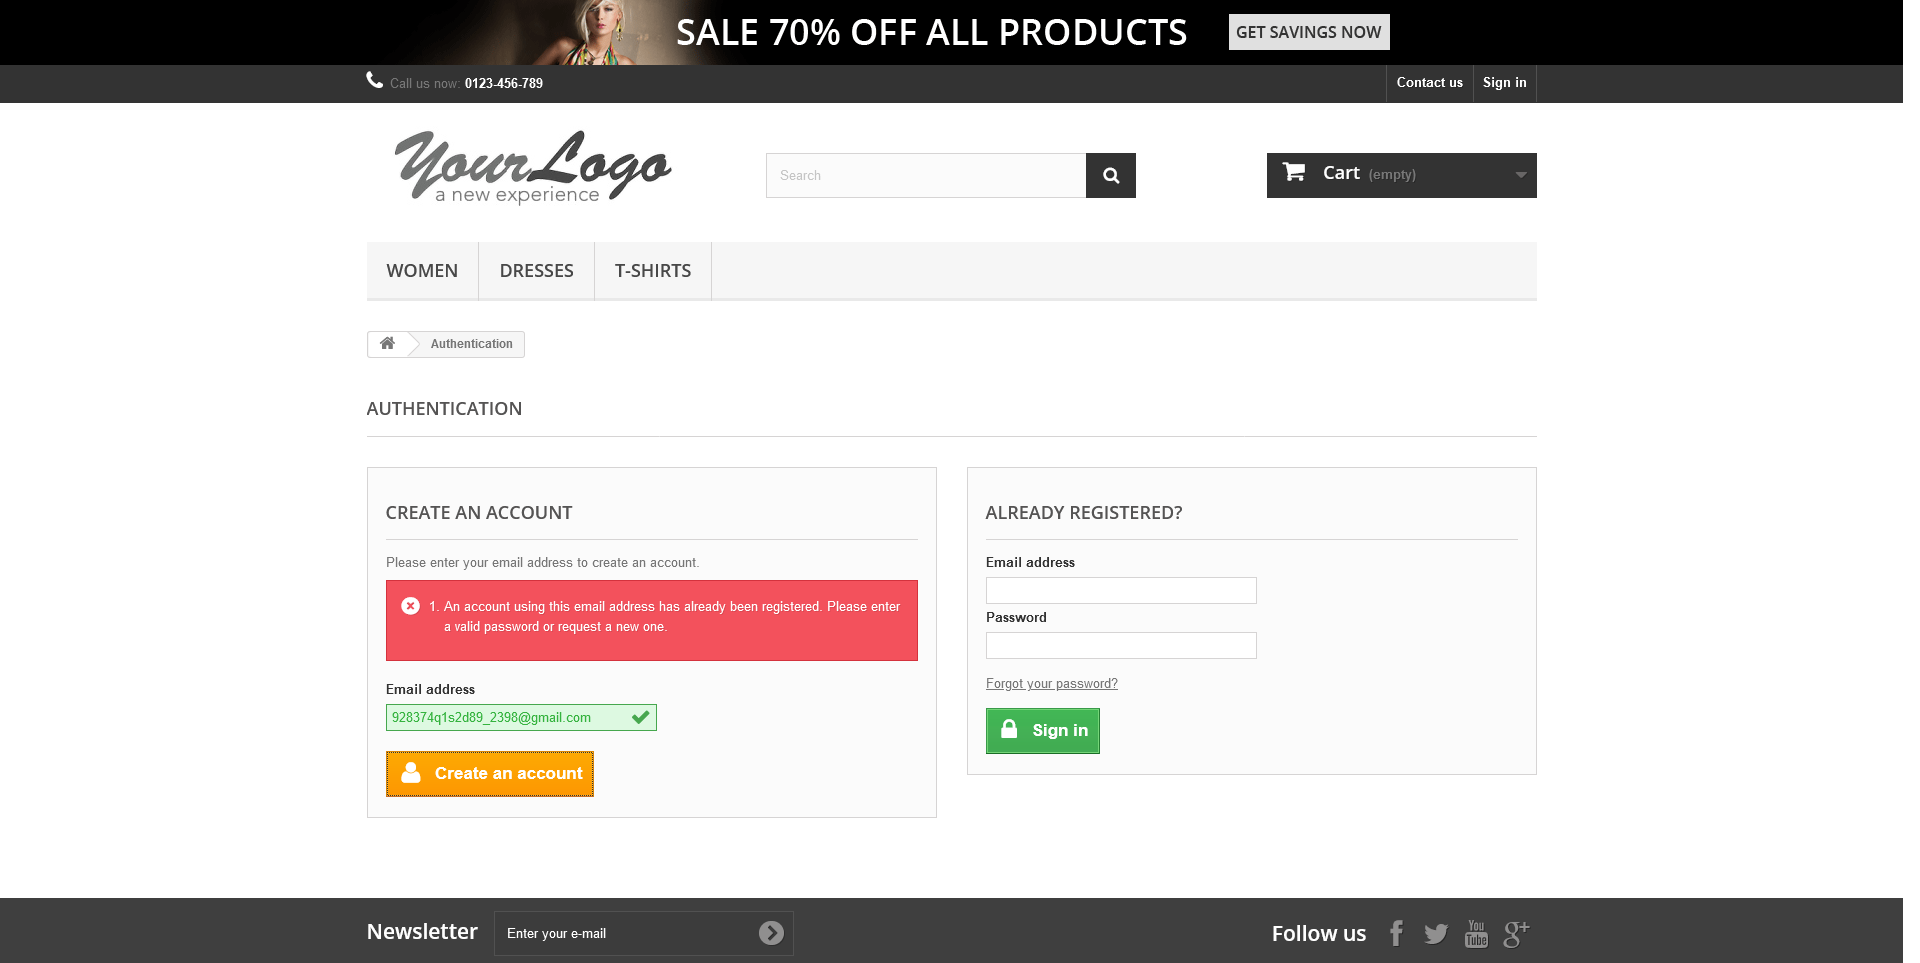 SALE 70% OFF ALL PRODUCTS
GET SAVINGS NOW
Call us now: 0123-456-789
Contact us
Sign in
Your Logo
a new experience
Search
Cart (empty)
WOMEN
DRESSES
T-SHIRTS
Authentication
AUTHENTICATION
CREATE AN ACCOUNT
Please enter your email address to create an account.
1. An account using this email address has already been registered. Please enter
a valid password or request a new one.
Email address
928374q1s2d89_2398@gmail.com
Create an account
ALREADY REGISTERED?
Email address
Password
Forgot your password?
Sign in
Newsletter
Enter your e-mail
Follow us
You
Tube
g+